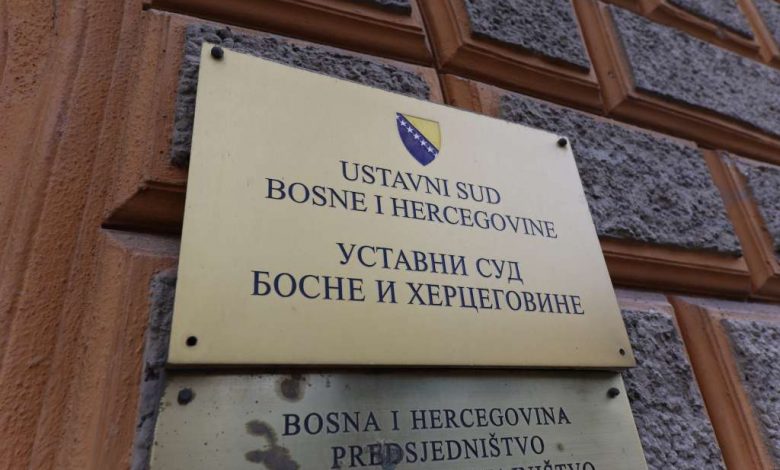 USTAVNI SUD
BOSNE I HERCEGOVINE
УСТАВНИ СУД
БОСНЕ И ХЕРЦЕГОВИНЕ
BOSNA I HERCEGOVINA
PREDSJEDNIŠTVO